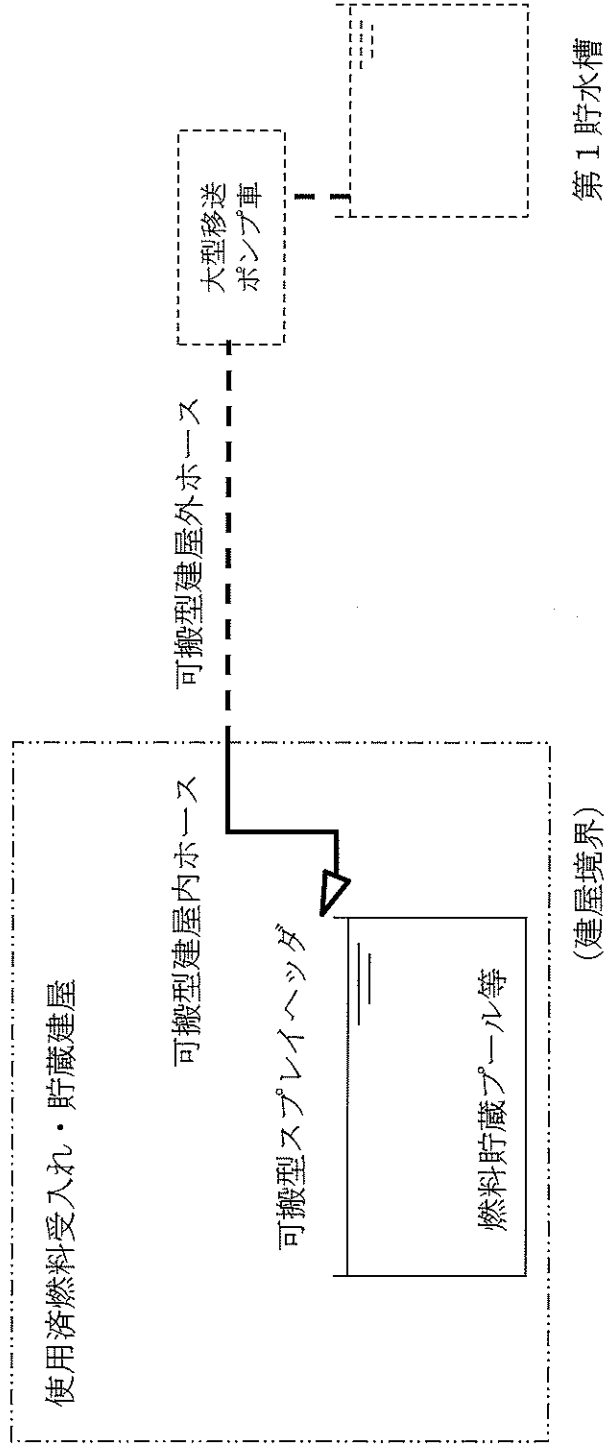 使用済燃料受入れ・貯蔵建屋
可搬型建屋内ホース
可搬型スプレイヘッダ
燃料貯蔵プール等
(建屋境界)
可搬型建屋外ホース
大型移送
ポンプ車
第1貯水槽